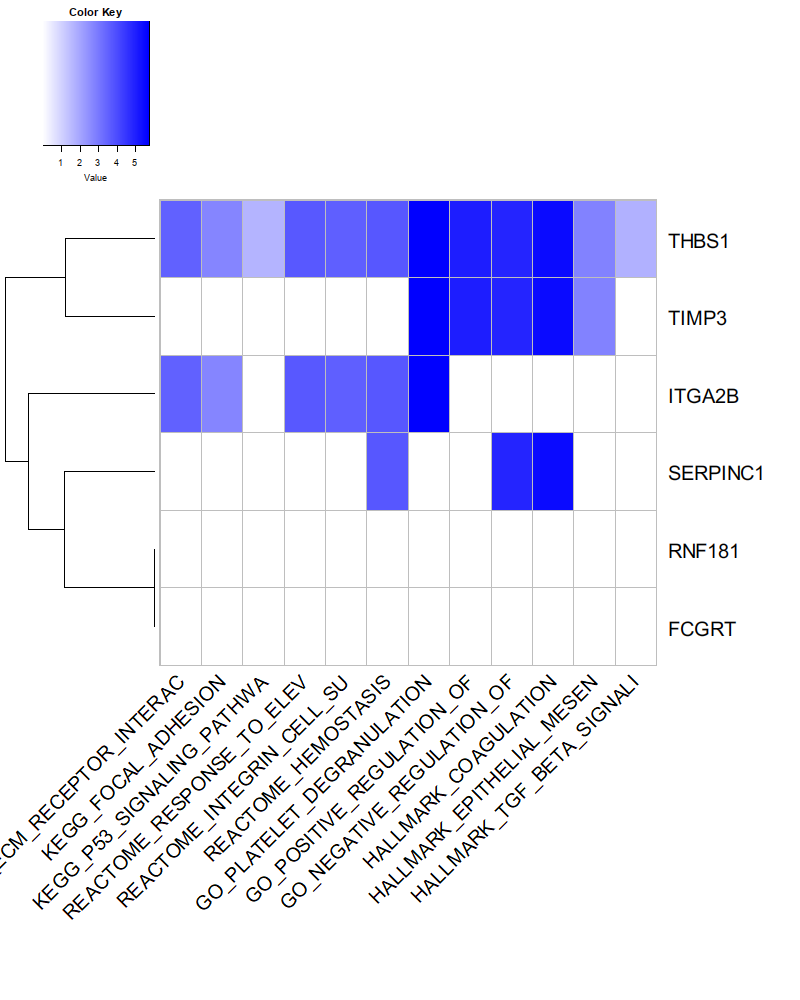 Color Key
1 2 3 4 5
Value
THBS1
TIMP3
ITGA2B
SERPINC1
RNF181
FCGRT
CM_RECEPTOR_INTERAC
KEGG_FOCAL_ADHESION
KEGG_P53_SIGNALING_PATHWA
REACTOME_RESPONSE_TO_ELEV
REACTOME_INTEGRIN_CELL_SU
REACTOME_HEMOSTASIS
GO_PLATELET_DEGRANULATION
GO_POSITIVE_REGULATION_OF
GO_NEGATIVE_REGULATION_OF
HALLMARK_COAGULATION
HALLMARK_EPITHELIAL_MESEN
HALLMARK_TGF_BETA_SIGNALI